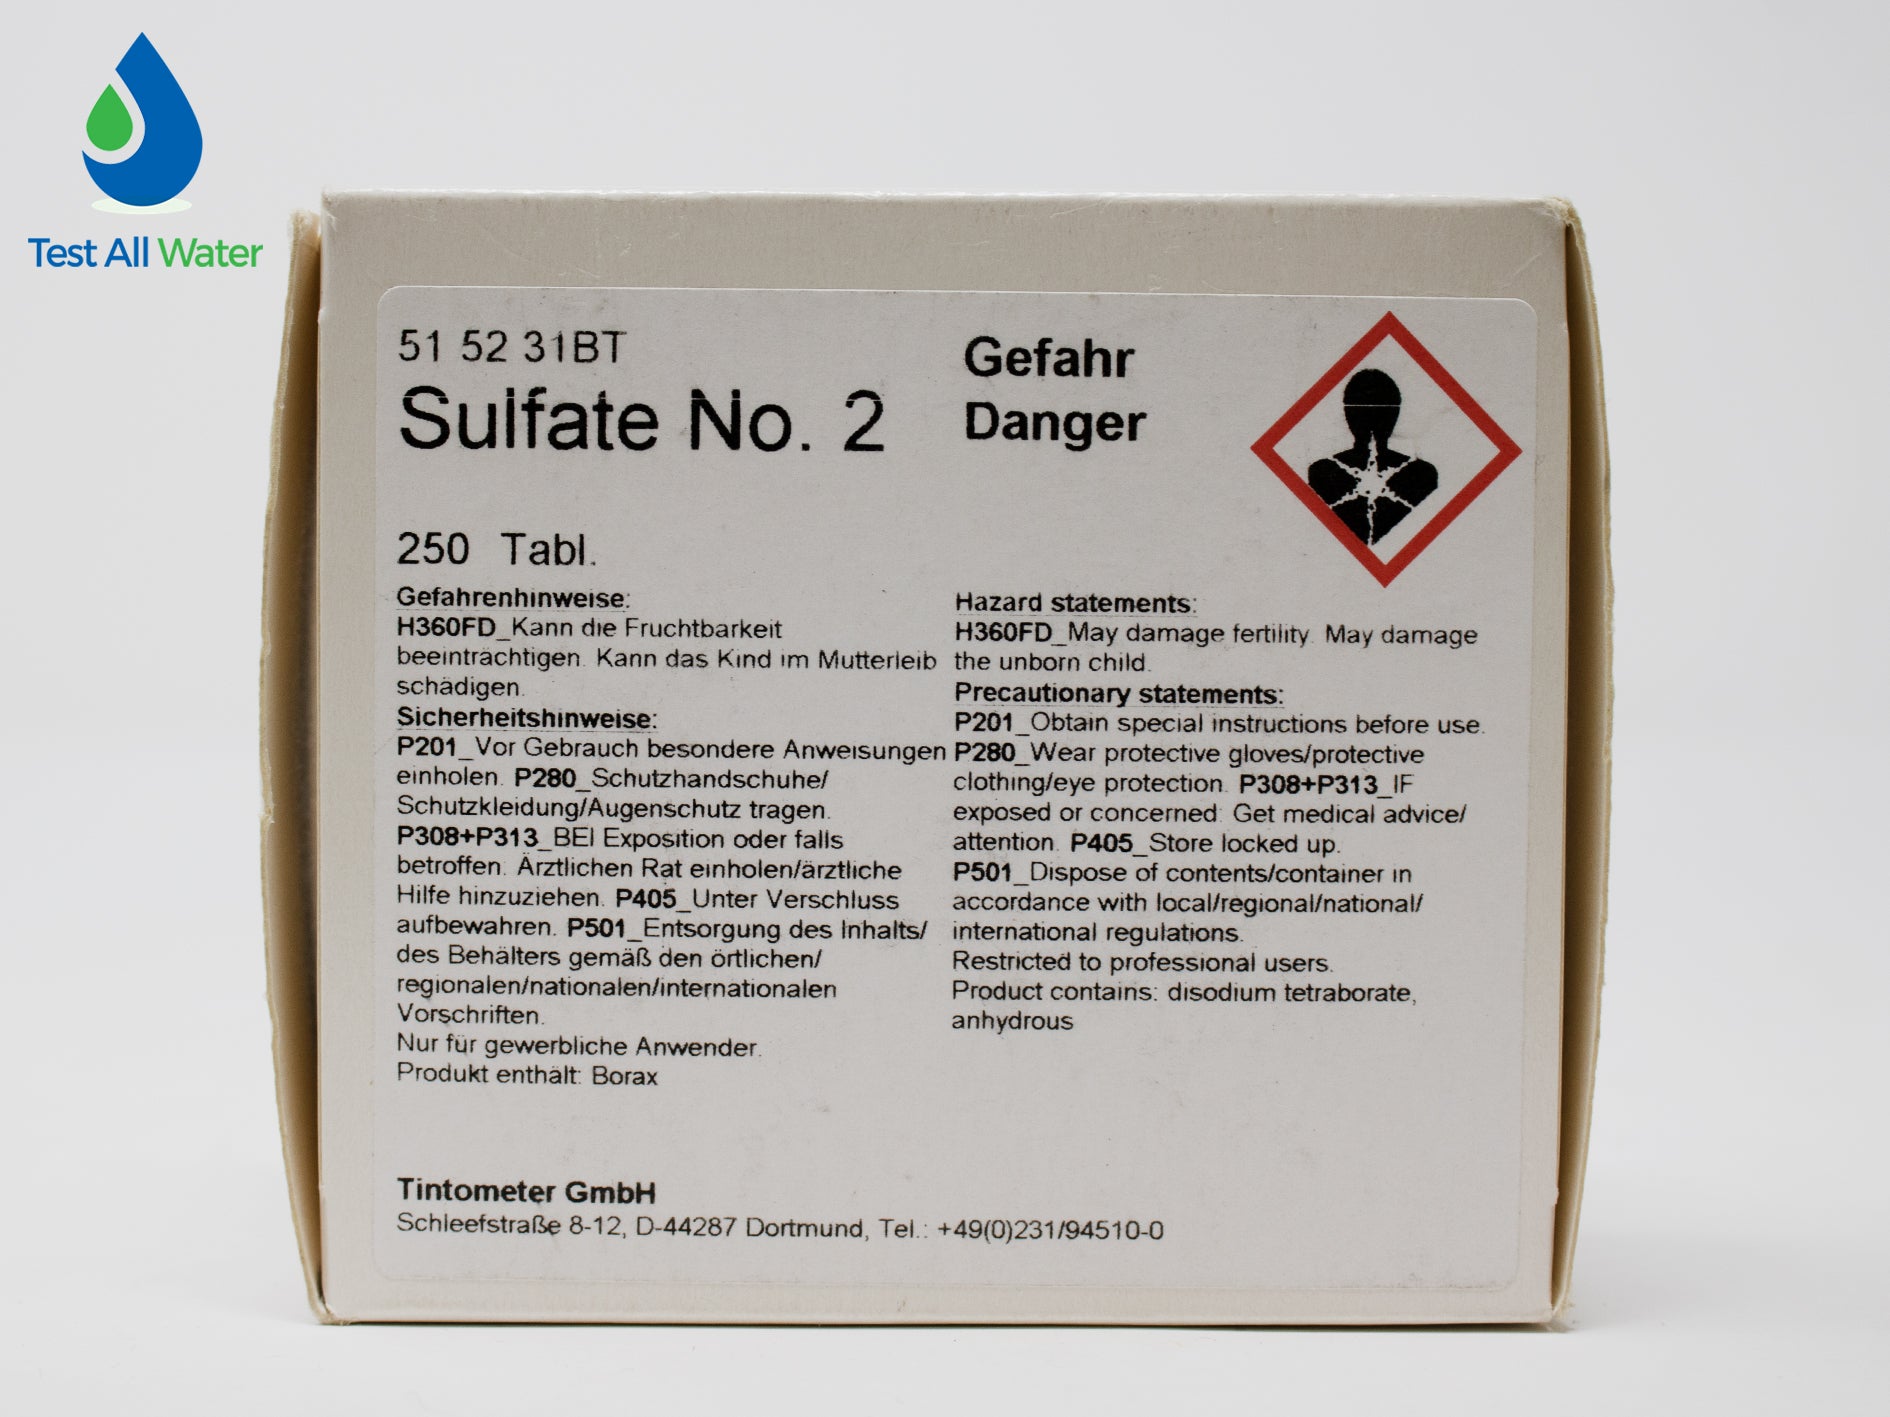 Test All Water
51 52 31BT
Sulfate No. 2
250 Tabl.
Gefahr
Danger
Gefahrenhinweise:
H360FD_Kann die Fruchtbarkeit
beeinträchtigen. Kann das Kind im Mutterleib
schädigen.
Sicherheitshinweise:
P201_Vor Gebrauch besondere Anweisungen
einholen. P280_Schutzhandschuhe/
Schutzkleidung/Augenschutz tragen.
P308+P313_BEI Exposition oder falls
betroffen: Ärztlichen Rat einholen/ärztliche
Hilfe hinzuziehen. P405_Unter Verschluss
aufbewahren. P501_Entsorgung des Inhalts/
des Behälters gemäß den örtlichen/
regionalen/nationalen/internationalen
Vorschriften.
Nur für gewerbliche Anwender.
Produkt enthält: Borax
Hazard statements:
H360FD_May damage fertility. May damage
the unborn child.
Precautionary statements:
P201_Obtain special instructions before use.
P280_Wear protective gloves/protective
clothing/eye protection. P308+P313_IF
exposed or concerned: Get medical advice/
attention. P405_Store locked up.
P501_Dispose of contents/container in
accordance with local/regional/national/
international regulations.
Restricted to professional users.
Product contains: disodium tetraborate,
anhydrous
Tintometer GmbH
Schleefstraße 8-12, D-44287 Dortmund, Tel.: +49(0)231/94510-0